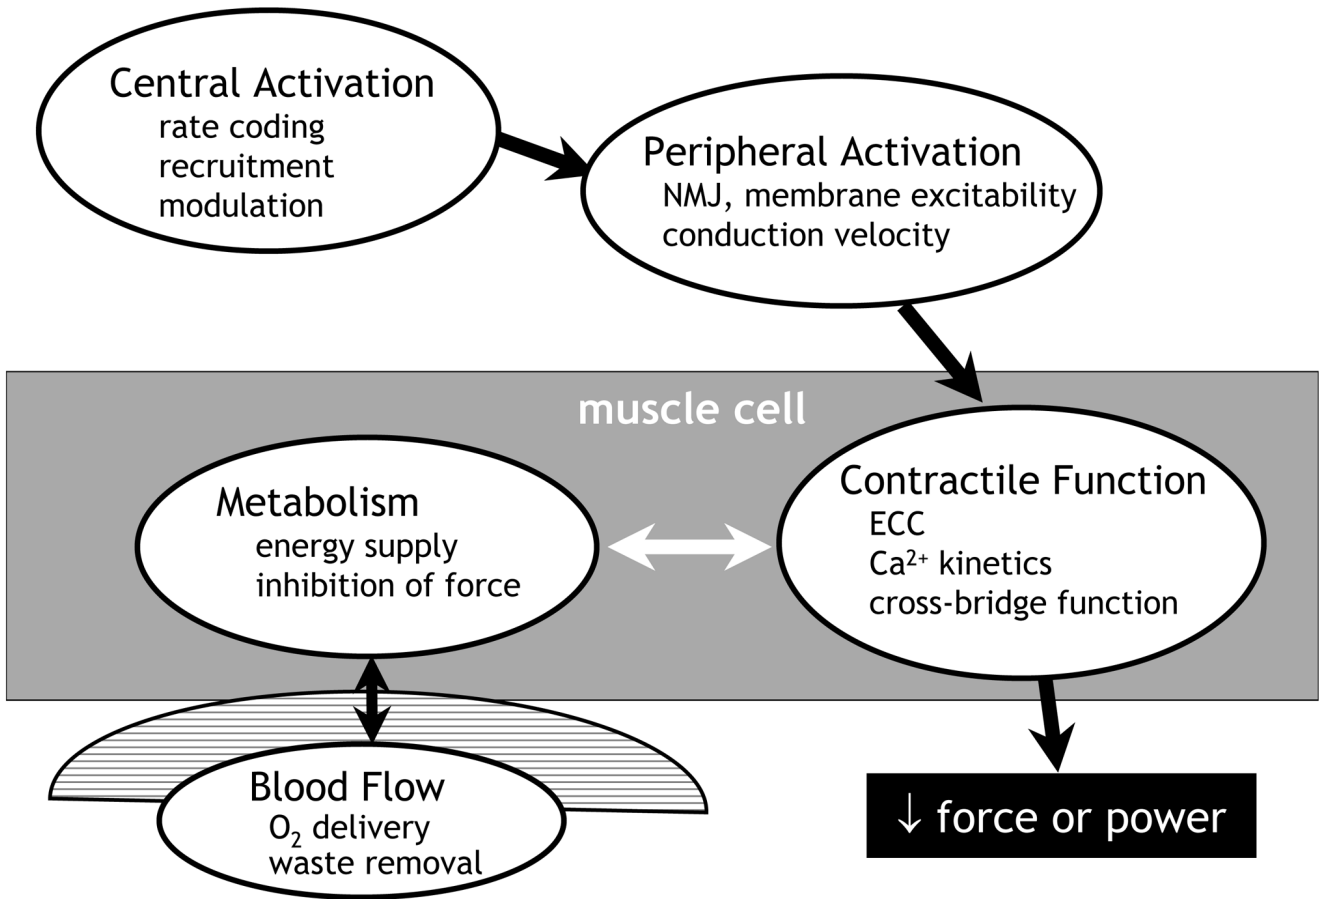 Central Activation
rate coding
recruitment
modulation
Peripheral Activation
NMJ, membrane excitability
conduction velocity
muscle cell
Metabolism
energy supply
inhibition of force
Contractile Function
ECC
Ca²⁺ kinetics
cross-bridge function
Blood Flow
O₂ delivery
waste removal
↓ force or power